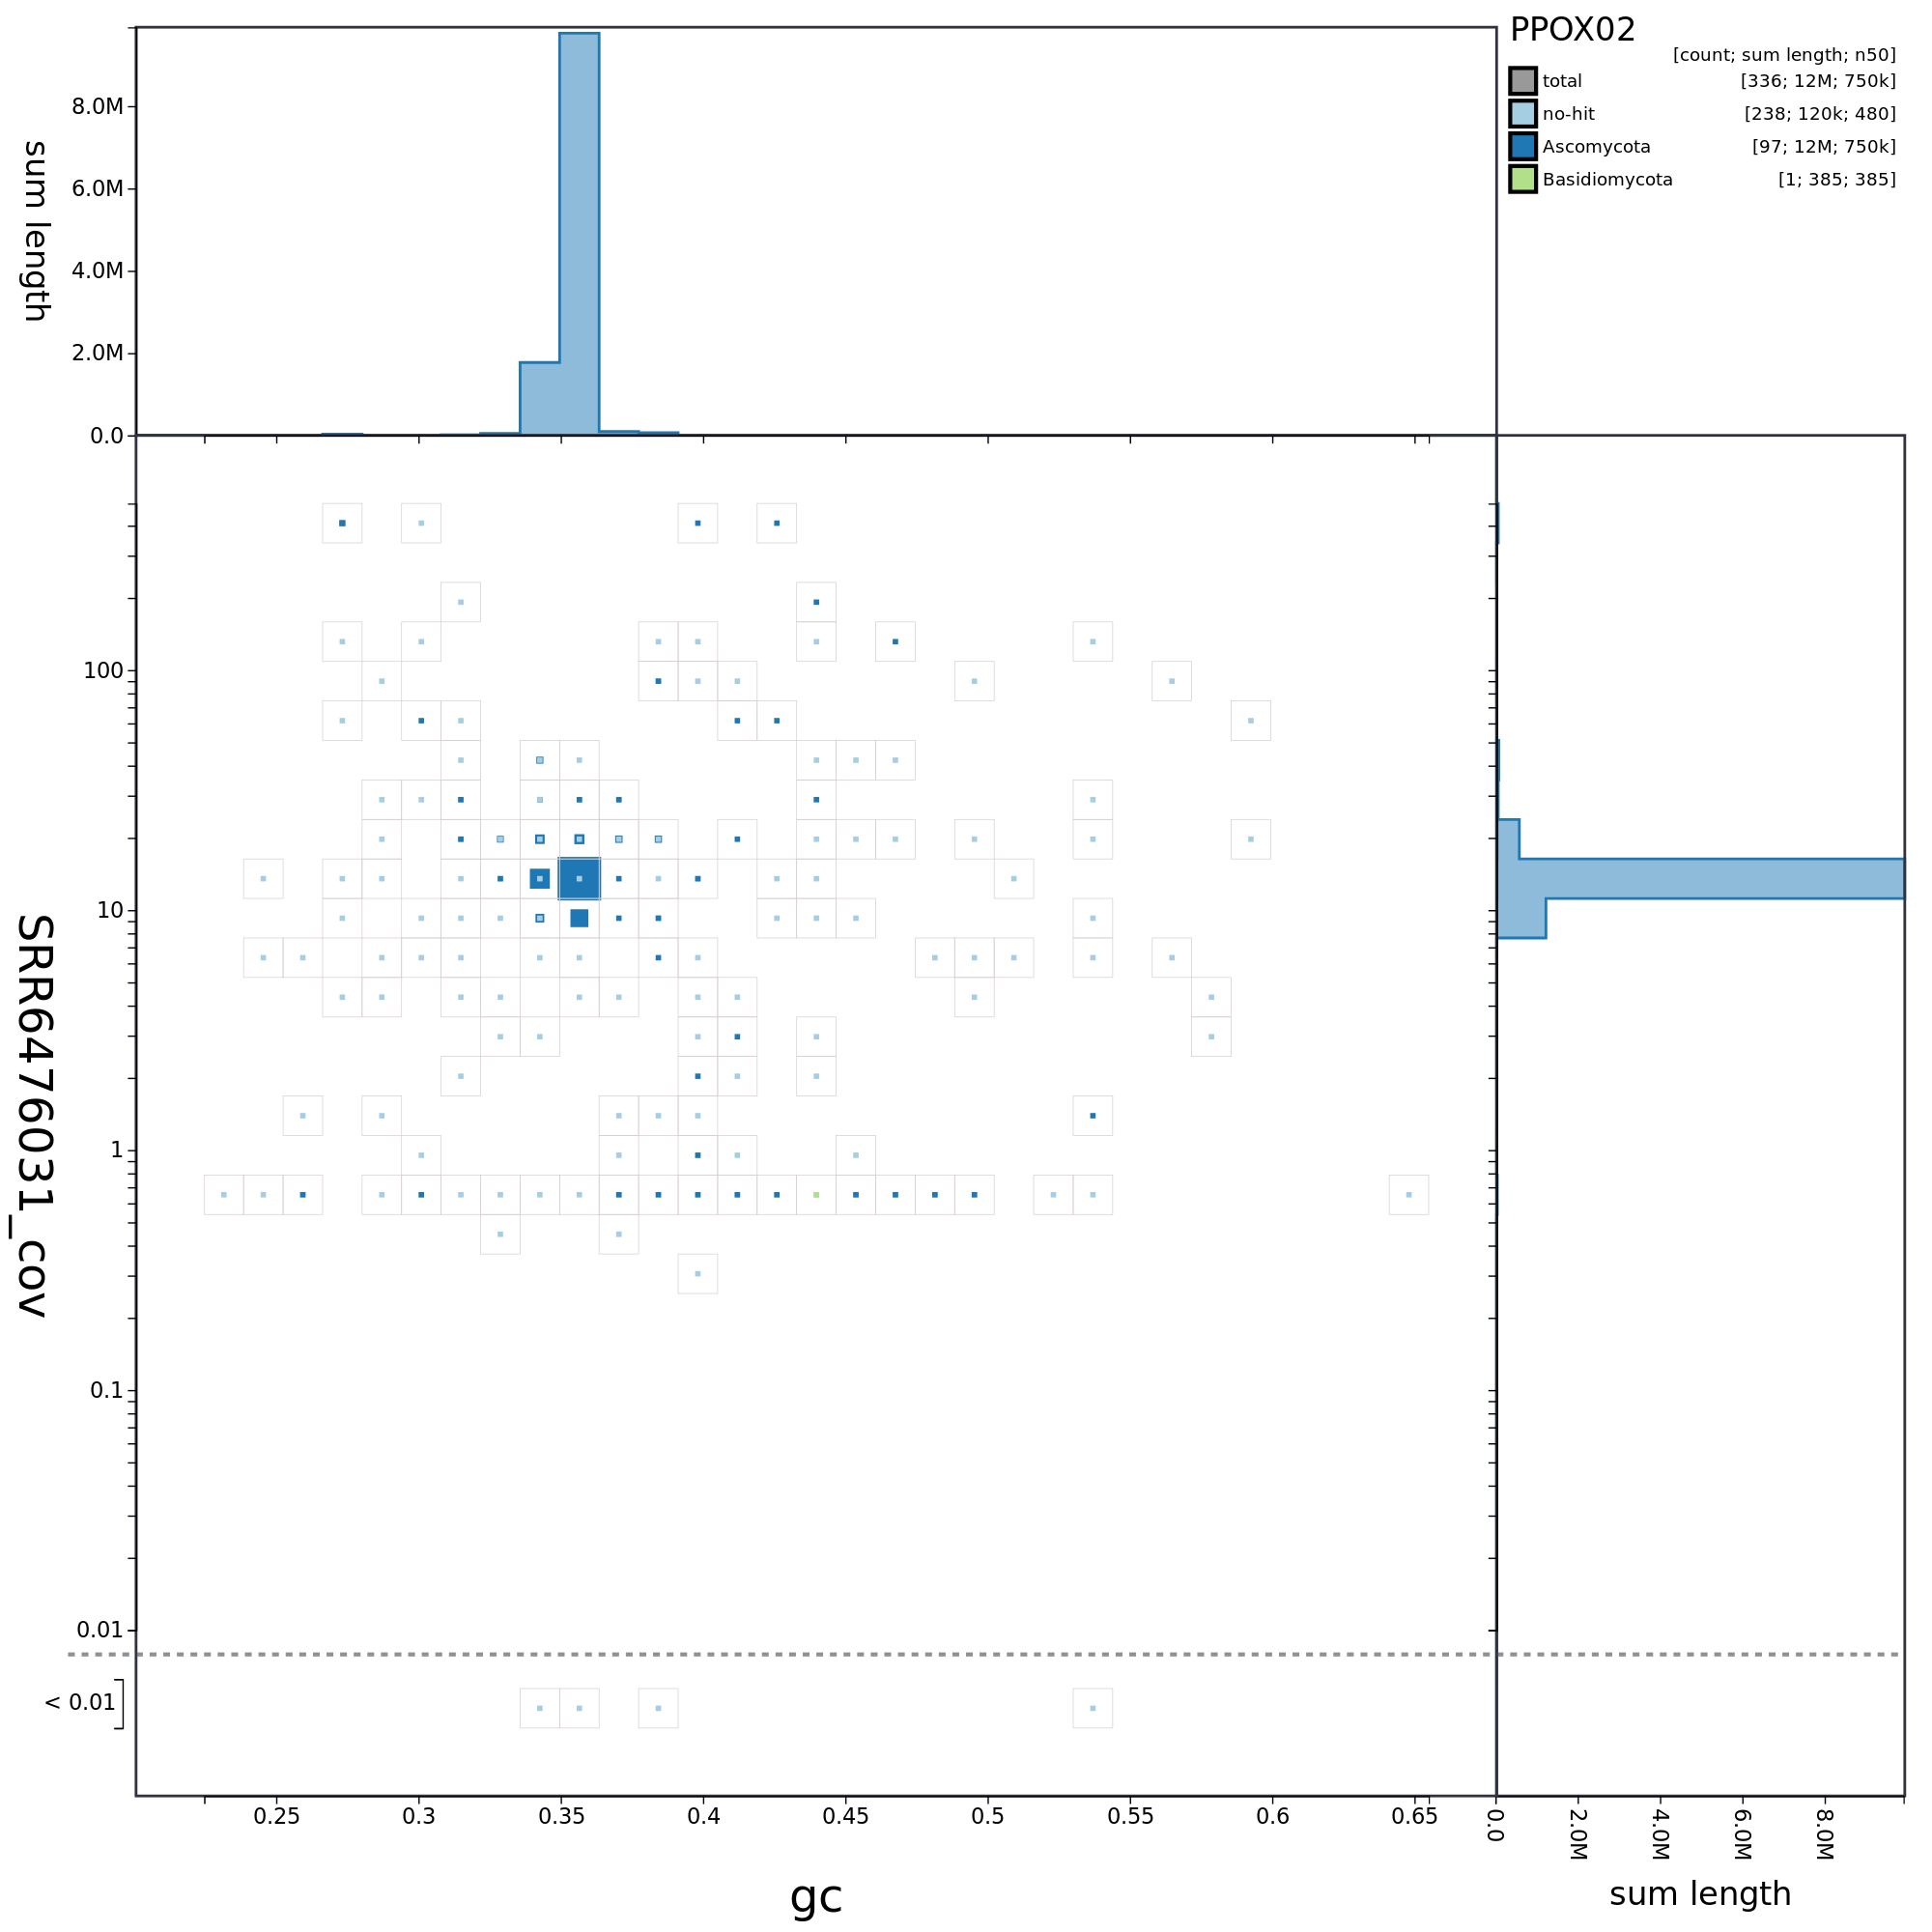 PPOX02
[count; sum length; n50]
total [336; 12M; 750k]
no-hit [238; 120k; 480]
Ascomycota [97; 12M; 750k]
Basidiomycota [1; 385; 385]
sum length
8.0M
6.0M
4.0M
2.0M
0.0
SRR6476031_cov
100
10
1
0.1
0.01
< 0.01
0.25 0.3 0.35 0.4 0.45 0.5 0.55 0.6 0.65
gc
0.0 2.0M 4.0M 6.0M 8.0M
sum length